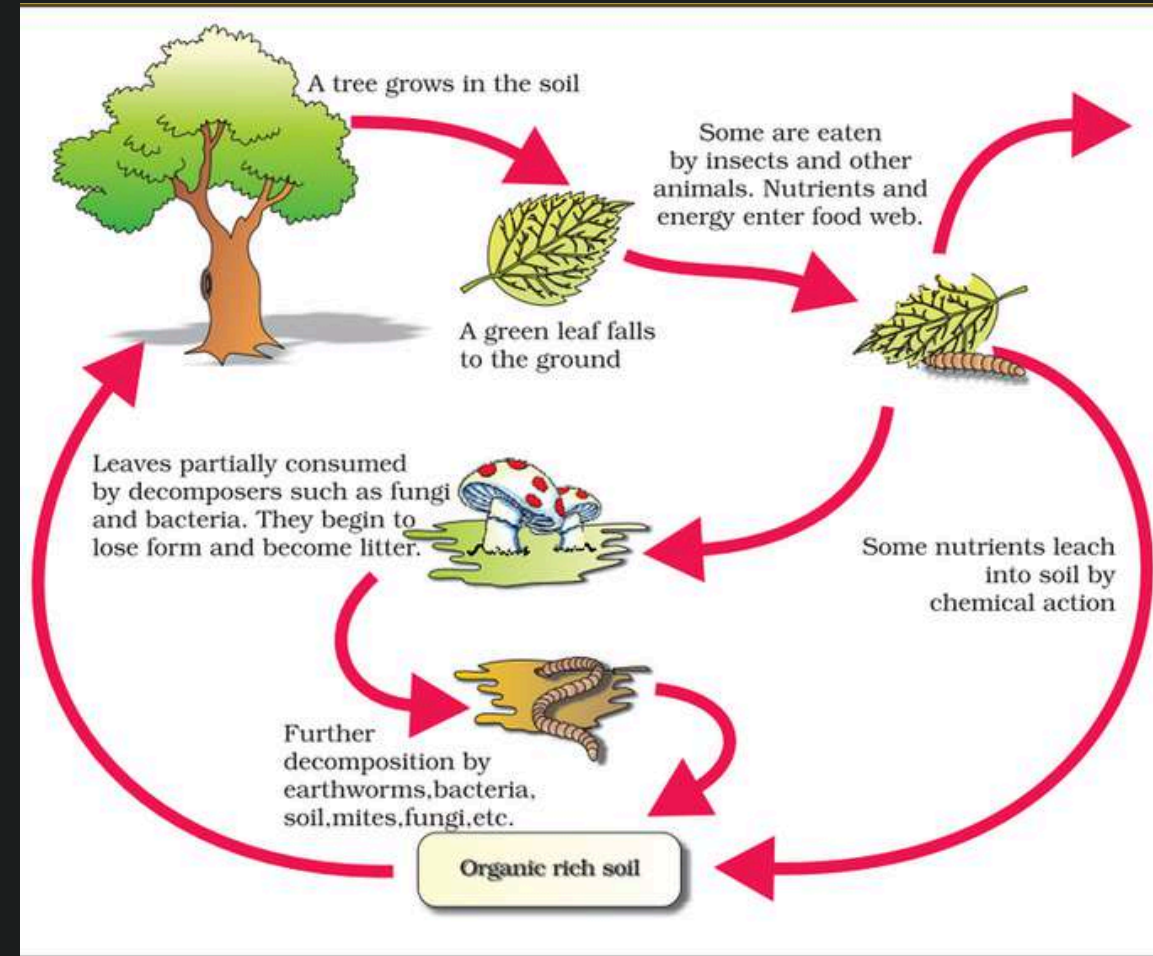 A tree grows in the soil
Some are eaten
by insects and other
animals. Nutrients and
energy enter food web.
A green leaf falls
to the ground
Leaves partially consumed
by decomposers such as fungi
and bacteria. They begin to
lose form and become litter.
Some nutrients leach
into soil by
chemical action
Further
decomposition by
earthworms,bacteria,
soil,mites,fungi,etc.
Organic rich soil